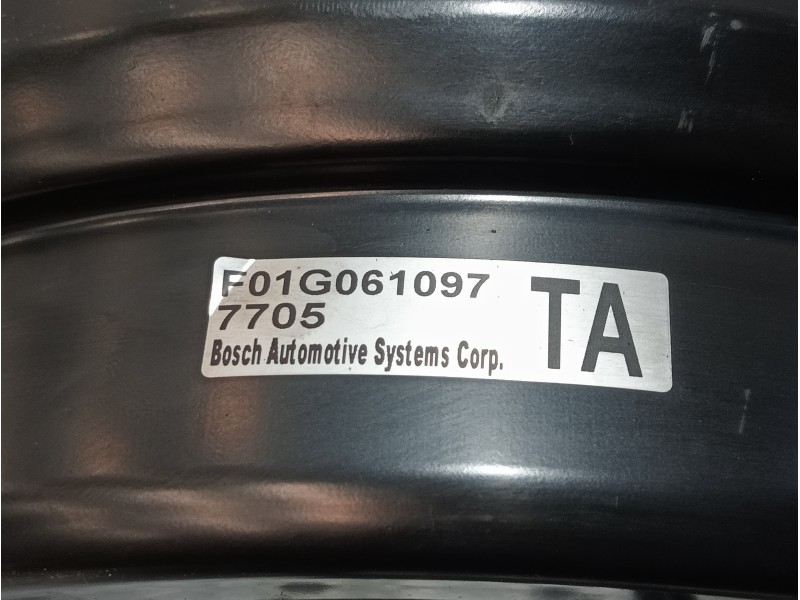 F01G061097
7705
Bosch Automotive Systems Corp.
TA